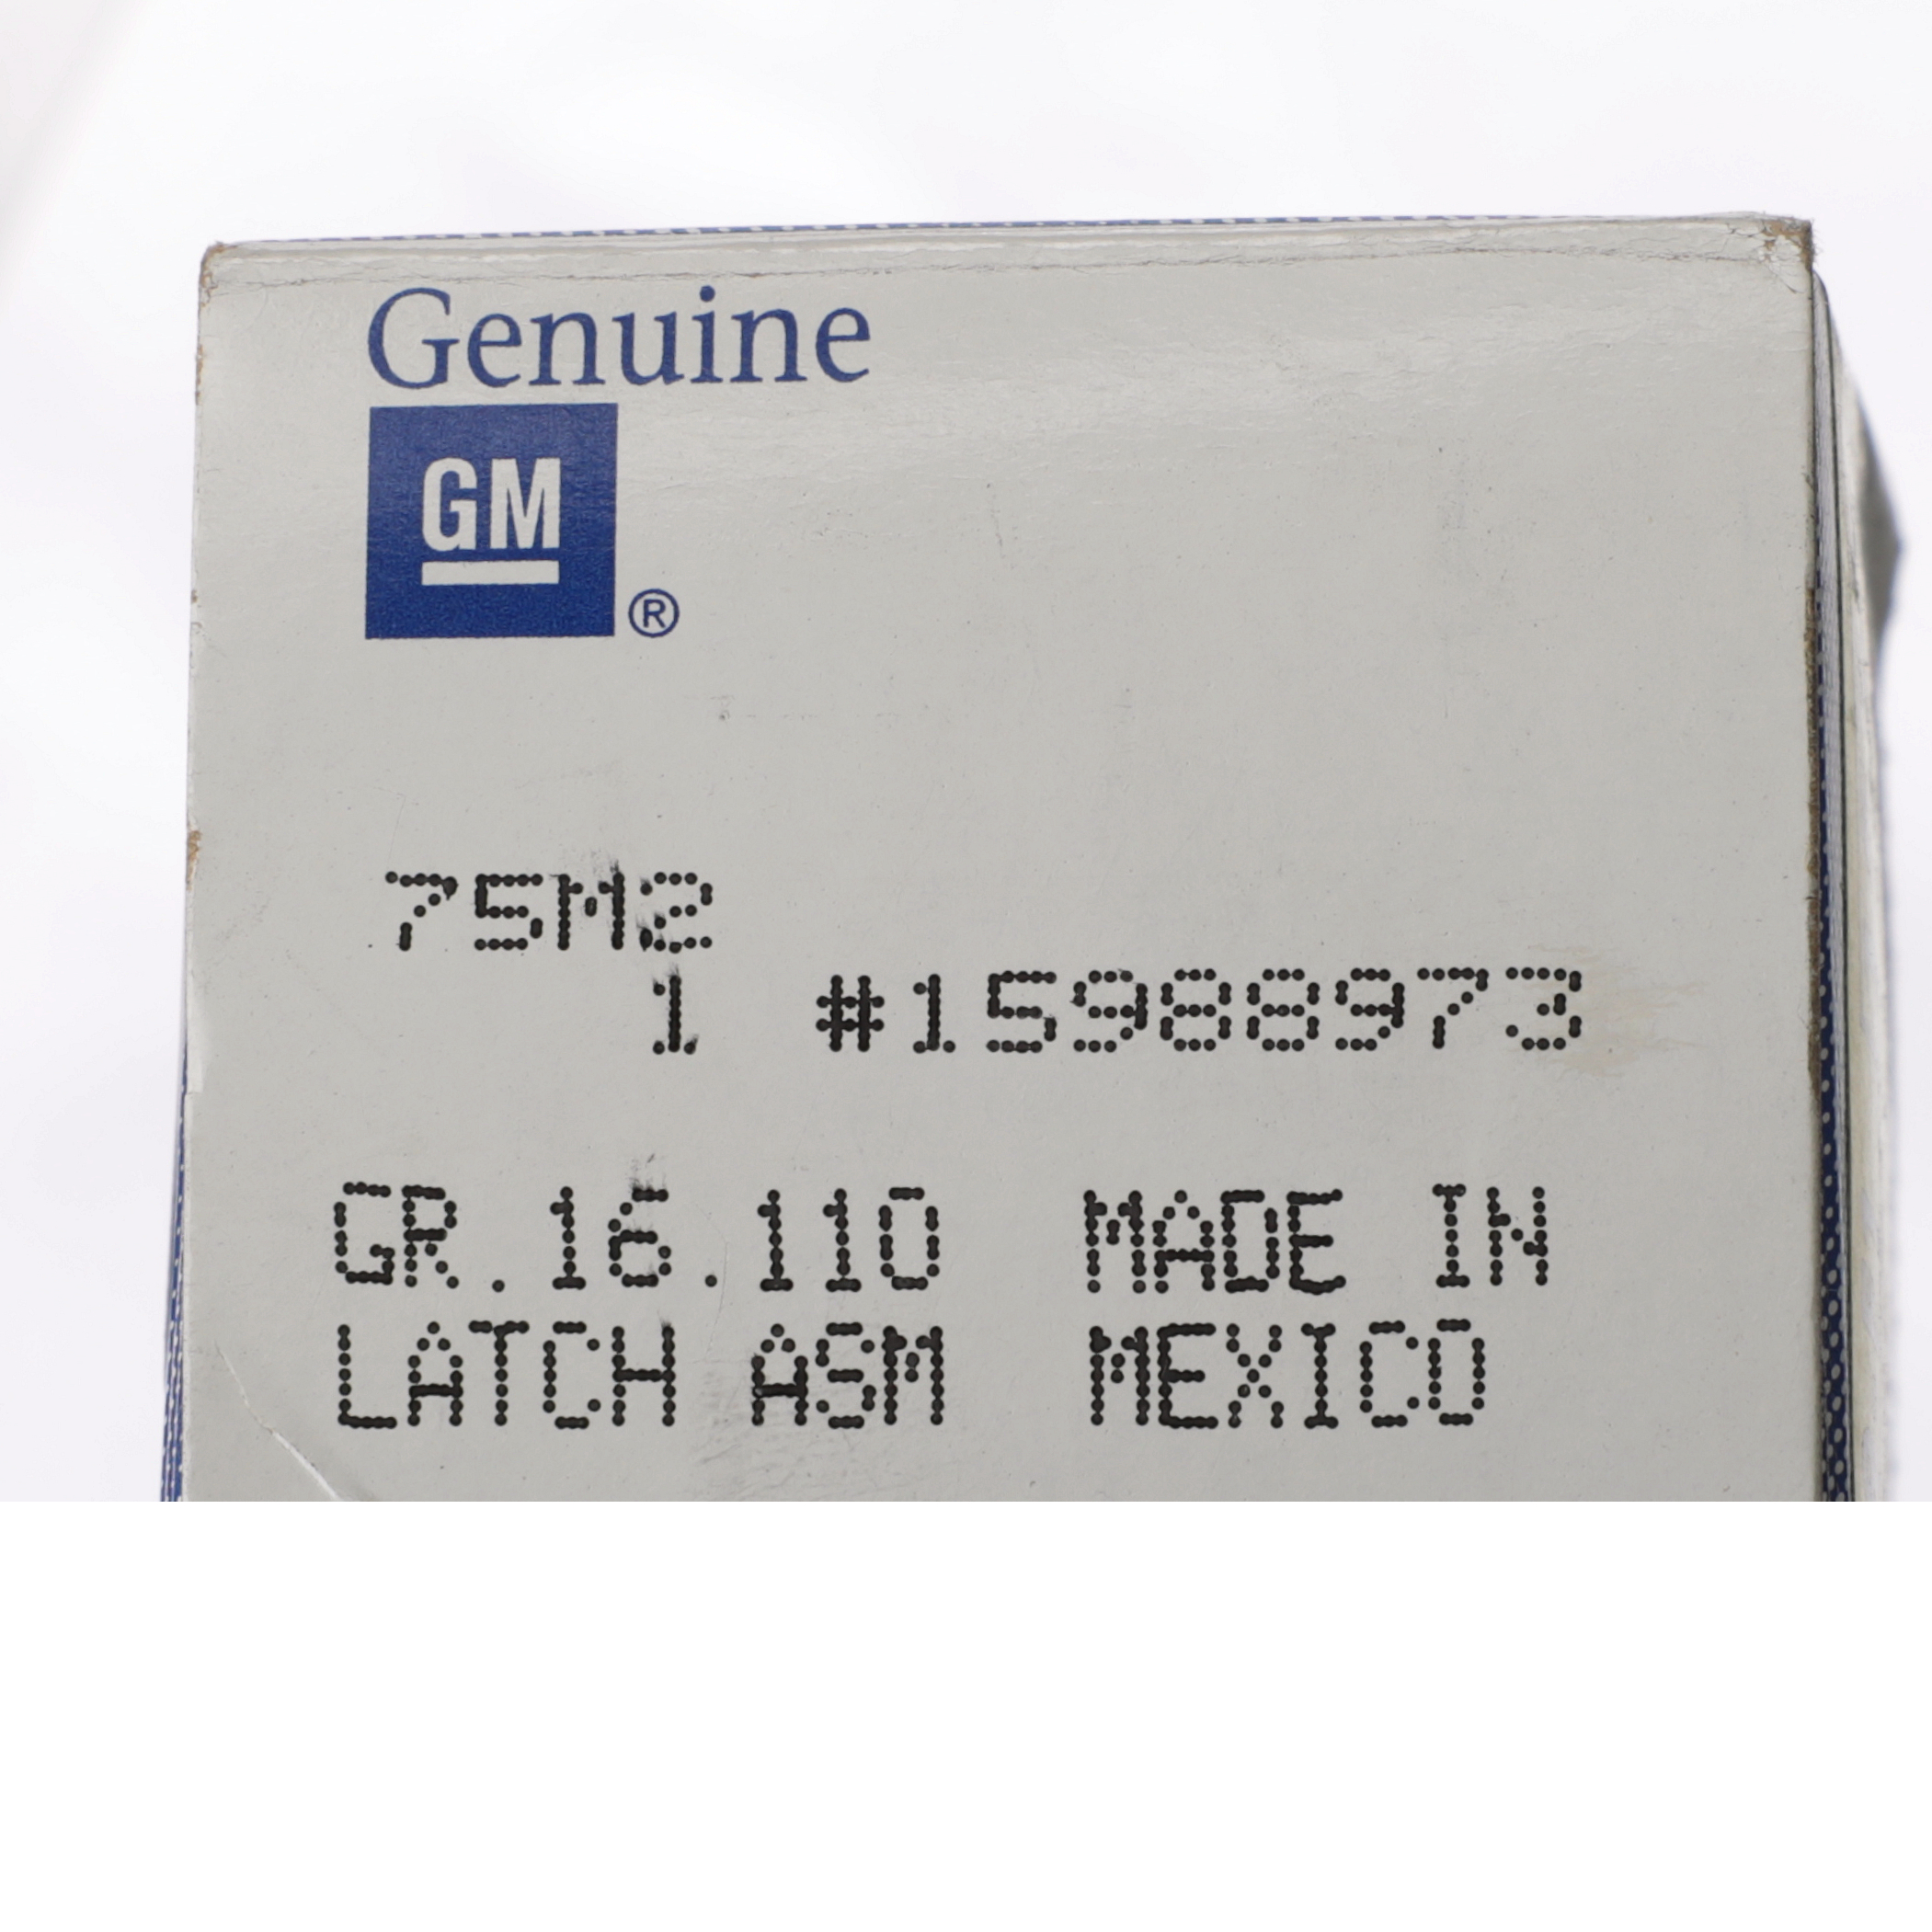 Genuine
GM
®
75M2
1 #15988973
GR.16.110 MADE IN
LATCH ASM MEXICO